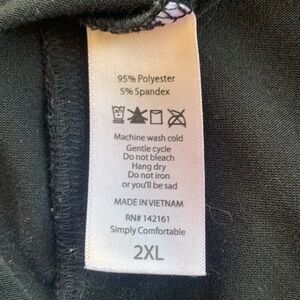 95% Polyester
5% Spandex
Machine wash cold
Gentle cycle
Do not bleach
Hang dry
Do not iron
or you'll be sad
MADE IN VIETNAM
RN# 142161
Simply Comfortable
2XL